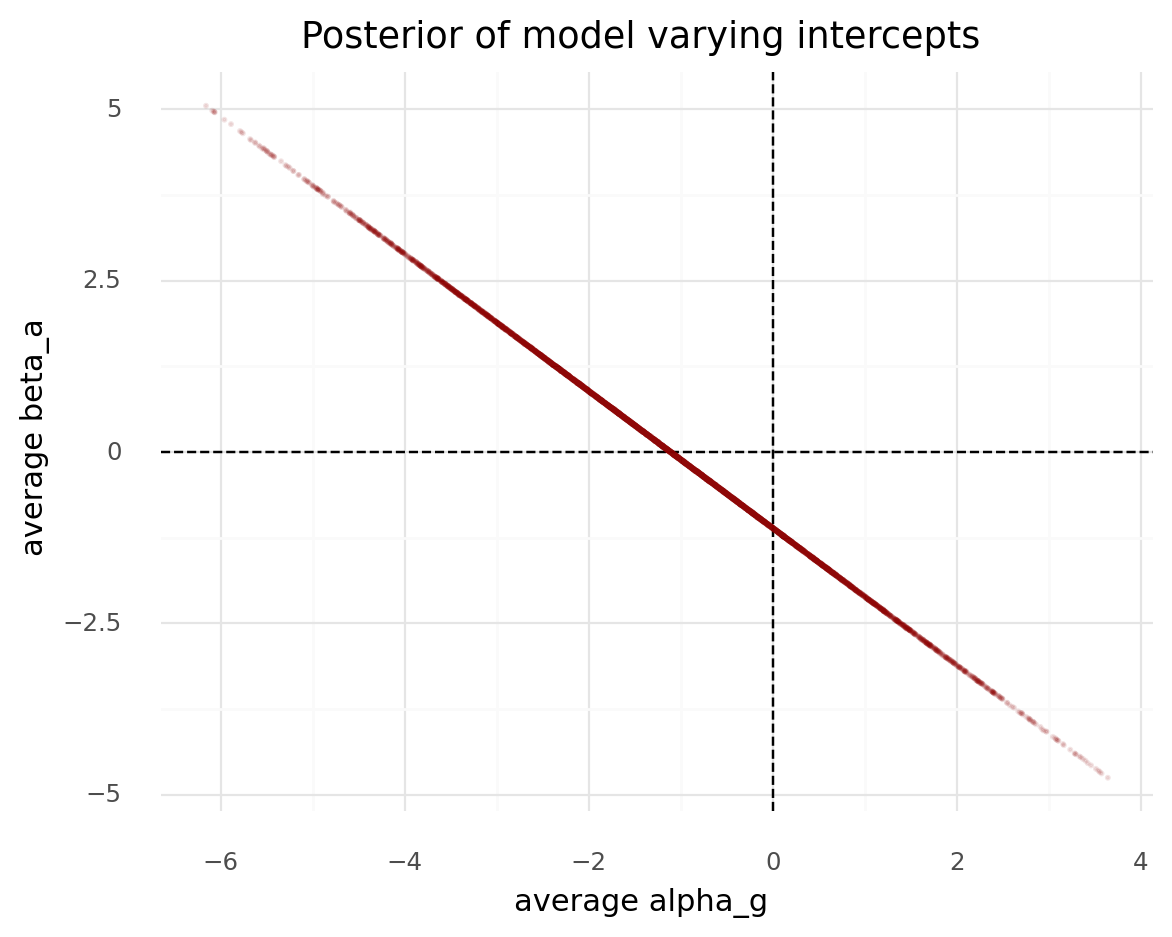 Posterior of model varying intercepts
5
2.5
0
−2.5
−5
average beta_a
−6 −4 −2 0 2 4
average alpha_g